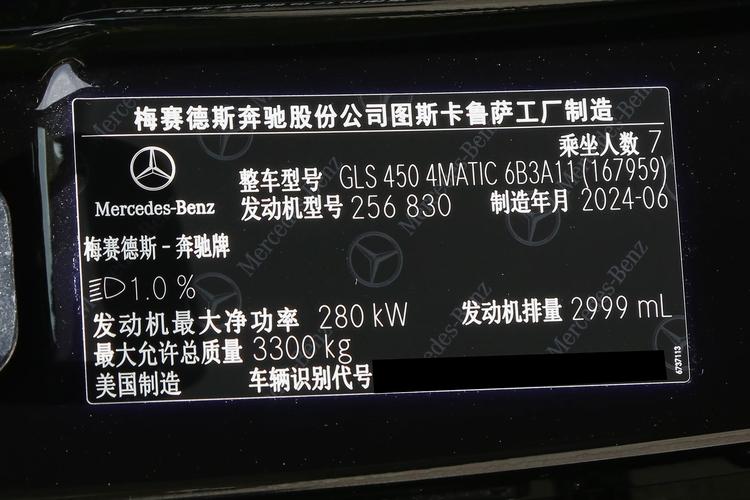 梅赛德斯奔驰股份公司图斯卡鲁萨工厂制造
乘坐人数 7
整车型号 GLS 450 4MATIC 6B3A11(167959)
发动机型号 256 830 制造年月 2024-06
Mercedes-Benz
梅赛德斯－奔驰牌
1.0 %
发动机最大净功率 280 kW 发动机排量 2999 mL
最大允许总质量 3300 kg
美国制造 车辆识别代号
6737113